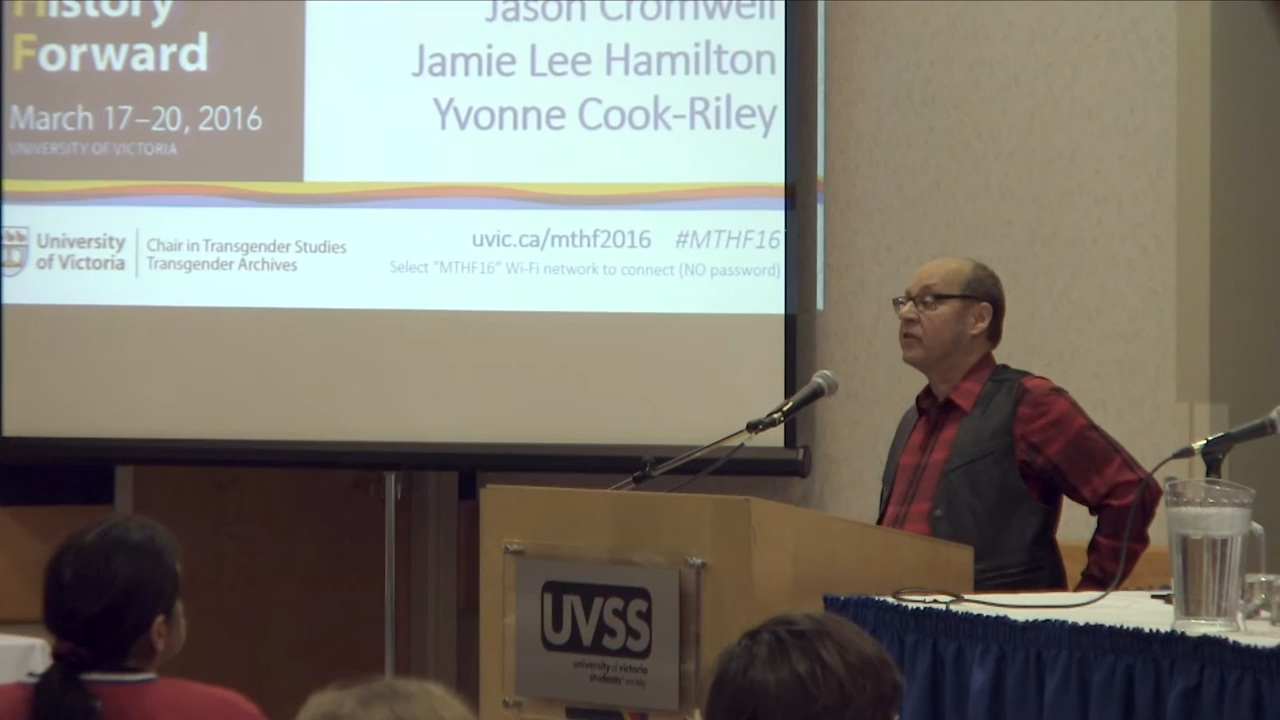 History
Forward
March 17–20, 2016
UNIVERSITY OF VICTORIA
Jason Cromwell
Jamie Lee Hamilton
Yvonne Cook-Riley
University
of Victoria
Chair in Transgender Studies
Transgender Archives
uvic.ca/mthf2016 #MTHF16
Select "MTHF16" Wi-Fi network to connect (NO password)
UVSS
university of victoria
students' society